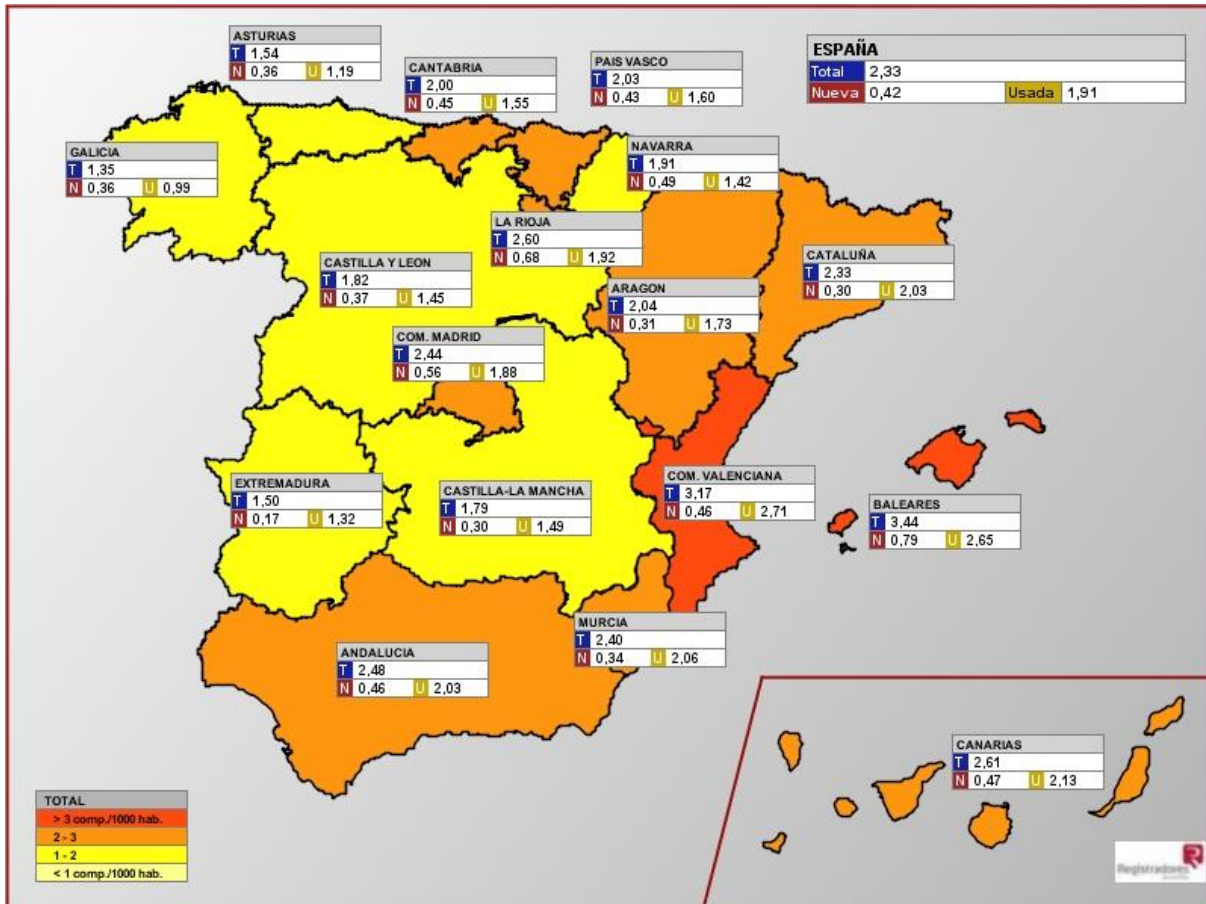 ASTURIAS
T 1,54
N 0,36 U 1,19
CANTABRIA
T 2,00
N 0,45 U 1,55
PAIS VASCO
T 2,03
N 0,43 U 1,60
ESPAÑA
Total 2,33
Nueva 0,42 Usada 1,91
GALICIA
T 1,35
N 0,36 U 0,99
NAVARRA
T 1,91
N 0,49 U 1,42
LA RIOJA
T 2,60
N 0,68 U 1,92
CASTILLA Y LEON
T 1,82
N 0,37 U 1,45
CATALUÑA
T 2,33
N 0,30 U 2,03
ARAGON
T 2,04
N 0,31 U 1,73
COM. MADRID
T 2,44
N 0,56 U 1,88
EXTREMADURA
T 1,50
N 0,17 U 1,32
CASTILLA-LA MANCHA
T 1,79
N 0,30 U 1,49
COM. VALENCIANA
T 3,17
N 0,46 U 2,71
BALEARES
T 3,44
N 0,79 U 2,65
MURCIA
T 2,40
N 0,34 U 2,06
ANDALUCIA
T 2,48
N 0,46 U 2,03
CANARIAS
T 2,61
N 0,47 U 2,13
TOTAL
> 3 comp./1000 hab.
2 - 3
1 - 2
< 1 comp./1000 hab.
Registradores